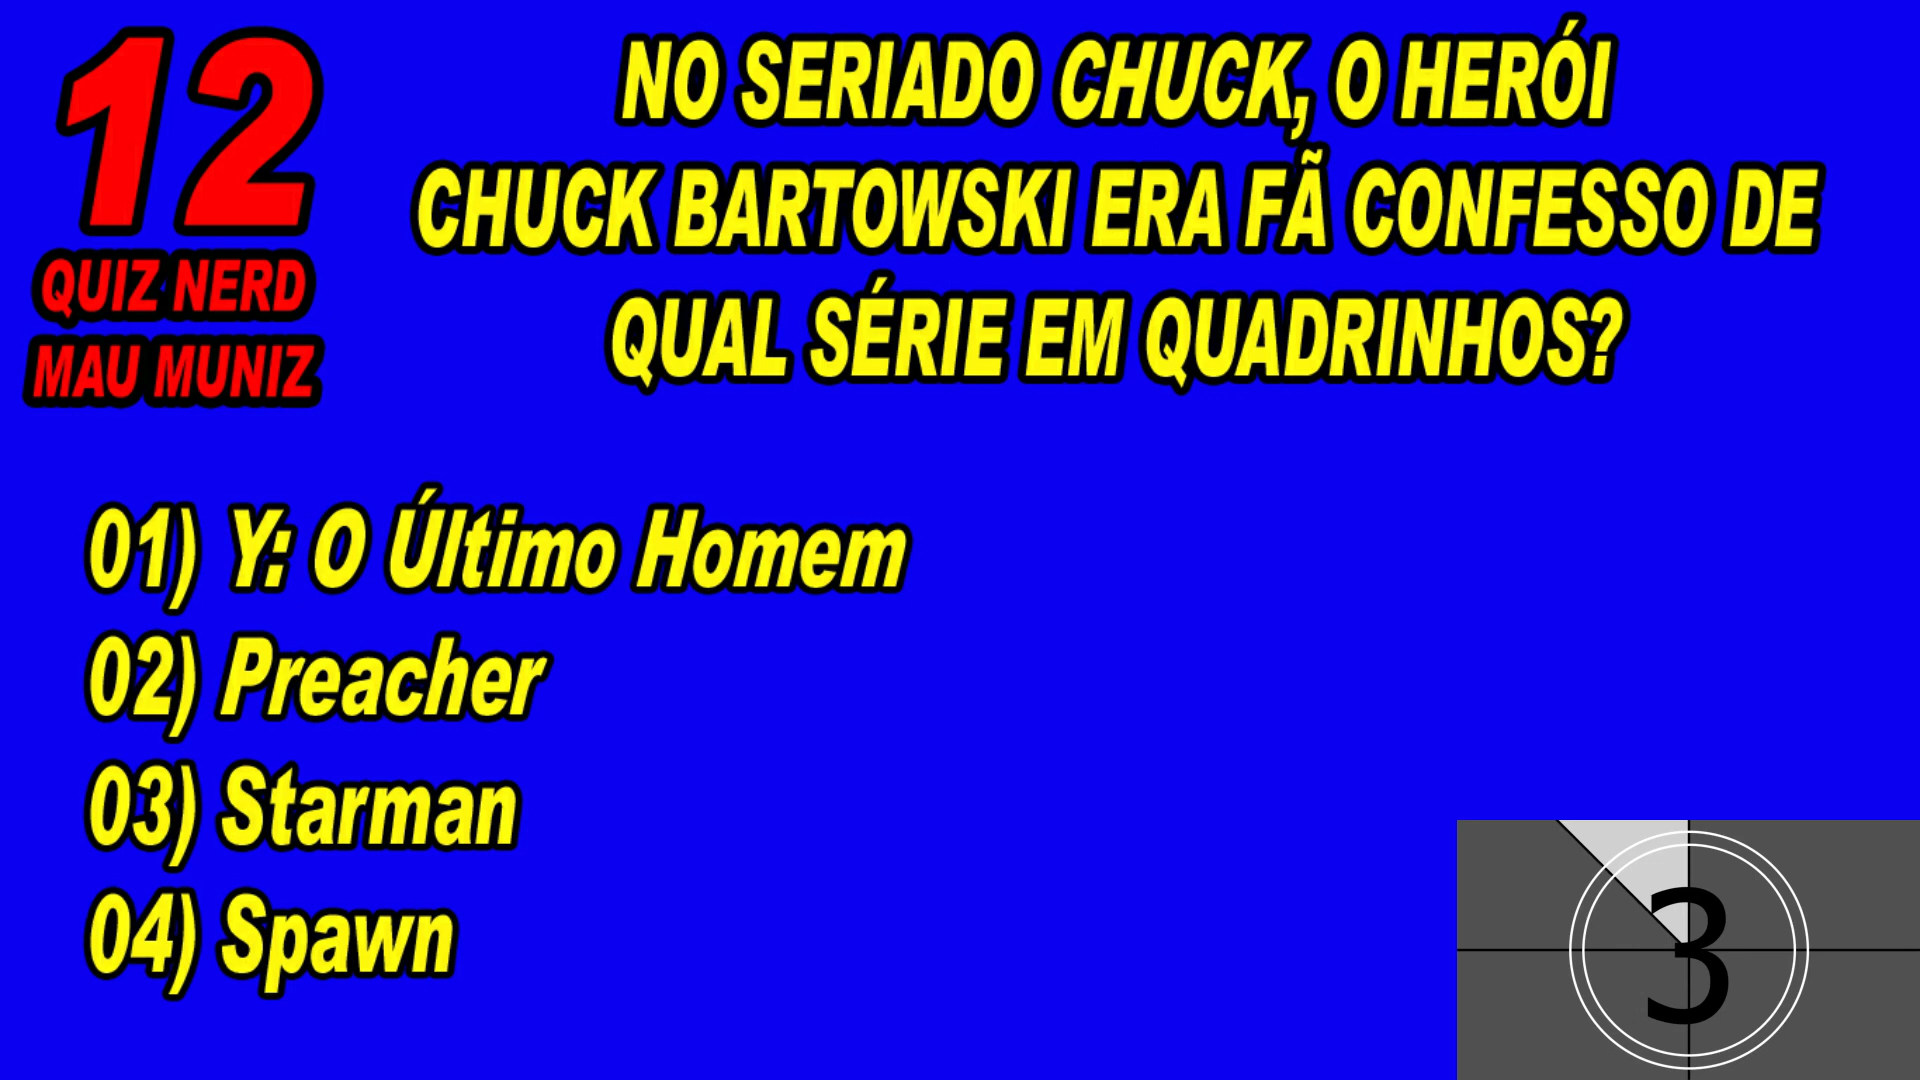 12
QUIZ NERD
MAU MUNIZ
NO SERIADO CHUCK, O HERÓI
CHUCK BARTOWSKI ERA FÃ CONFESSO DE
QUAL SÉRIE EM QUADRINHOS?
01) Y: O Último Homem
02) Preacher
03) Starman
04) Spawn
3